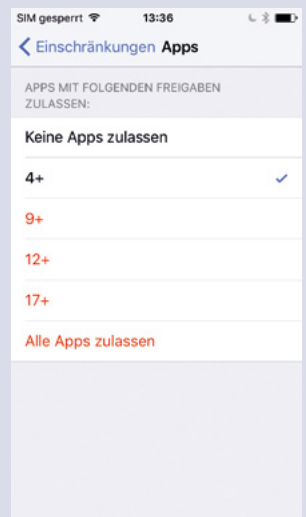 SIM gesperrt 13:36
Einschränkungen Apps
APPS MIT FOLGENDEN FREIGABEN
ZULASSEN:
Keine Apps zulassen
4+
9+
12+
17+
Alle Apps zulassen